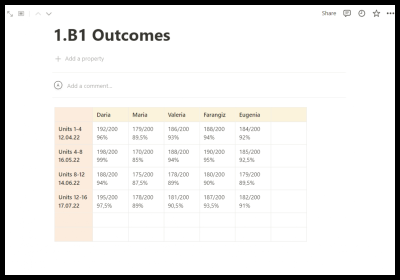 Share
1.B1 Outcomes
Add a property
Add a comment...
Daria Maria Valeria Farangiz Eugenia
Units 1-4 192/200 179/200 186/200 188/200 184/200
12.04.22 96% 89,5% 93% 94% 92%
Units 4-8 198/200 170/200 188/200 190/200 185/200
16.05.22 99% 85% 94% 95% 92,5%
Units 8-12 188/200 175/200 178/200 180/200 179/200
14.06.22 94% 87,5% 89% 90% 89,5%
Units 12-16 195/200 178/200 181/200 187/200 182/200
17.07.22 97,5% 89% 90,5% 93,5% 91%